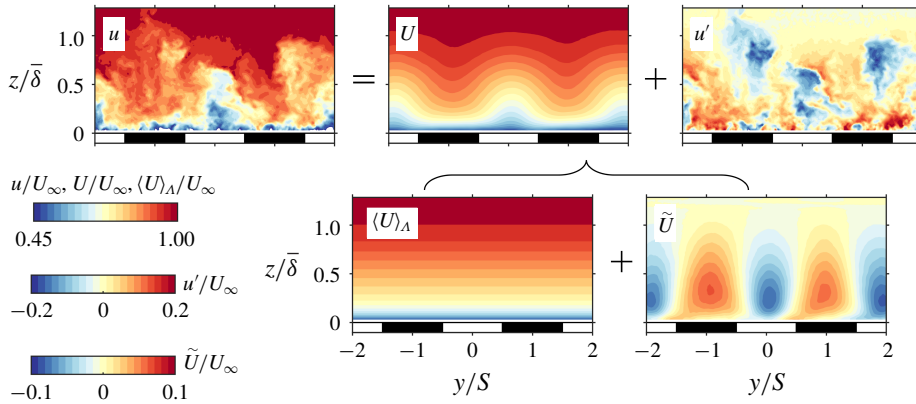 u
U
u′
1.0
z/δ̅
0.5
0
=
+
u/U∞, U/U∞, ⟨U⟩Λ/U∞
0.45
1.00
u′/U∞
−0.2
0
0.2
Ũ/U∞
−0.1
0
0.1
⟨U⟩Λ
Ũ
1.0
z/δ̅
0.5
0
+
−2
−1
0
1
2
−2
−1
0
1
2
y/S
y/S